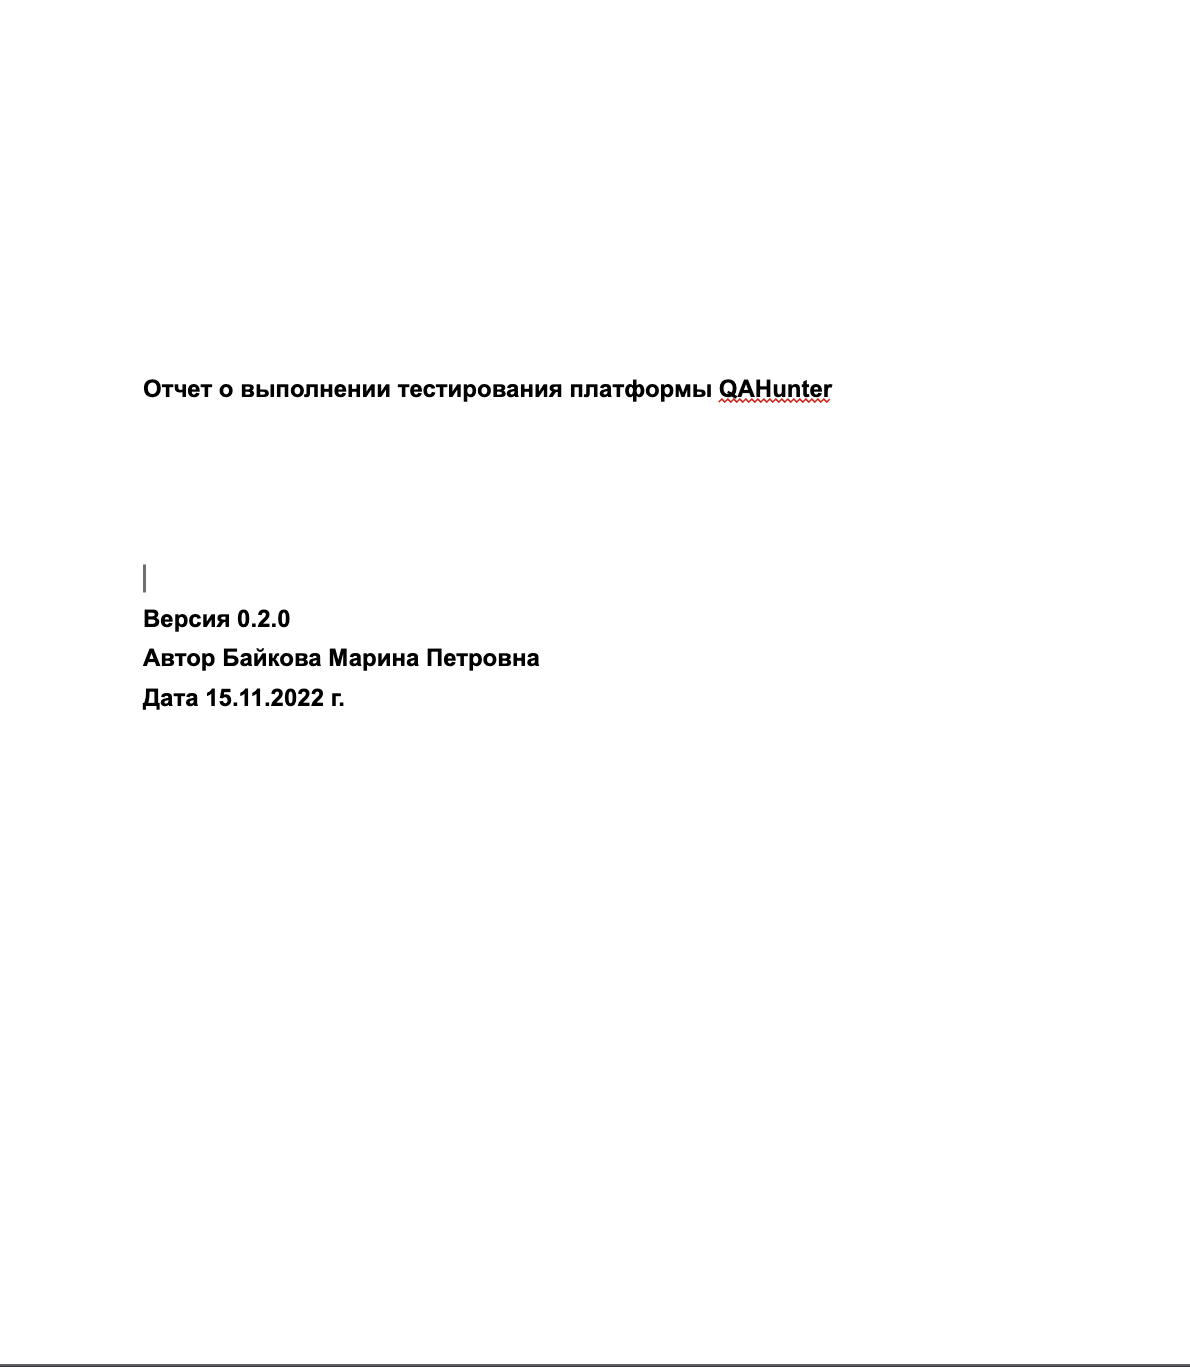 Отчет о выполнении тестирования платформы QAHunter
Версия 0.2.0
Автор Байкова Марина Петровна
Дата 15.11.2022 г.